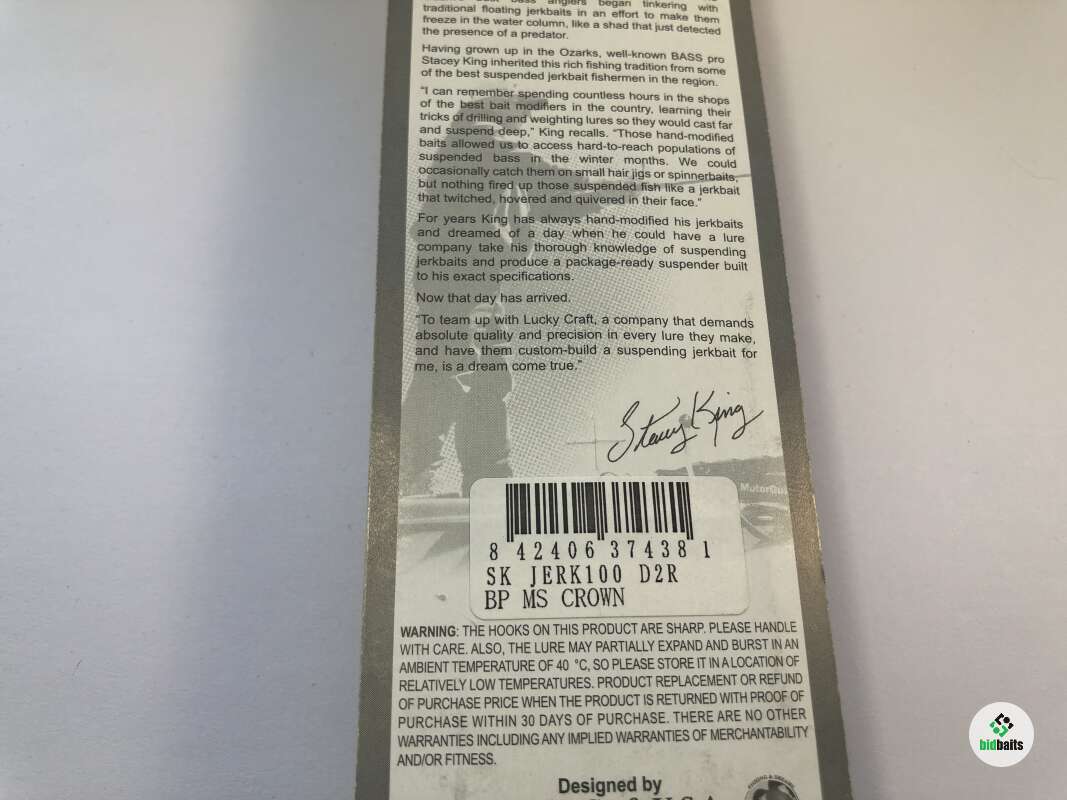 bass anglers began tinkering with
traditional floating jerkbaits in an effort to make them
freeze in the water column, like a shad that just detected
the presence of a predator.
Having grown up in the Ozarks, well-known BASS pro
Stacey King inherited this rich fishing tradition from some
of the best suspended jerkbait fishermen in the region.
"I can remember spending countless hours in the shops
of the best bait modifiers in the country, learning their
tricks of drilling and weighting lures so they would cast far
and suspend deep," King recalls. "Those hand-modified
baits allowed us to access hard-to-reach populations of
suspended bass in the winter months. We could
occasionally catch them on small hair jigs or spinnerbaits,
but nothing fired up those suspended fish like a jerkbait
that twitched, hovered and quivered in their face."
For years King has always hand-modified his jerkbaits
and dreamed of a day when he could have a lure
company take his thorough knowledge of suspending
jerkbaits and produce a package-ready suspender built
to his exact specifications.
Now that day has arrived.
"To team up with Lucky Craft, a company that demands
absolute quality and precision in every lure they make,
and have them custom-build a suspending jerkbait for
me, is a dream come true."
Stacey King
8 42406 37438 1
SK JERK100 D2R
BP MS CROWN
WARNING: THE HOOKS ON THIS PRODUCT ARE SHARP. PLEASE HANDLE
WITH CARE. ALSO, THE LURE MAY PARTIALLY EXPAND AND BURST IN AN
AMBIENT TEMPERATURE OF 40 °C, SO PLEASE STORE IT IN A LOCATION OF
RELATIVELY LOW TEMPERATURES. PRODUCT REPLACEMENT OR REFUND
OF PURCHASE PRICE WHEN THE PRODUCT IS RETURNED WITH PROOF OF
PURCHASE WITHIN 30 DAYS OF PURCHASE. THERE ARE NO OTHER
WARRANTIES INCLUDING ANY IMPLIED WARRANTIES OF MERCHANTABILITY
AND/OR FITNESS.
Designed by
bidbaits